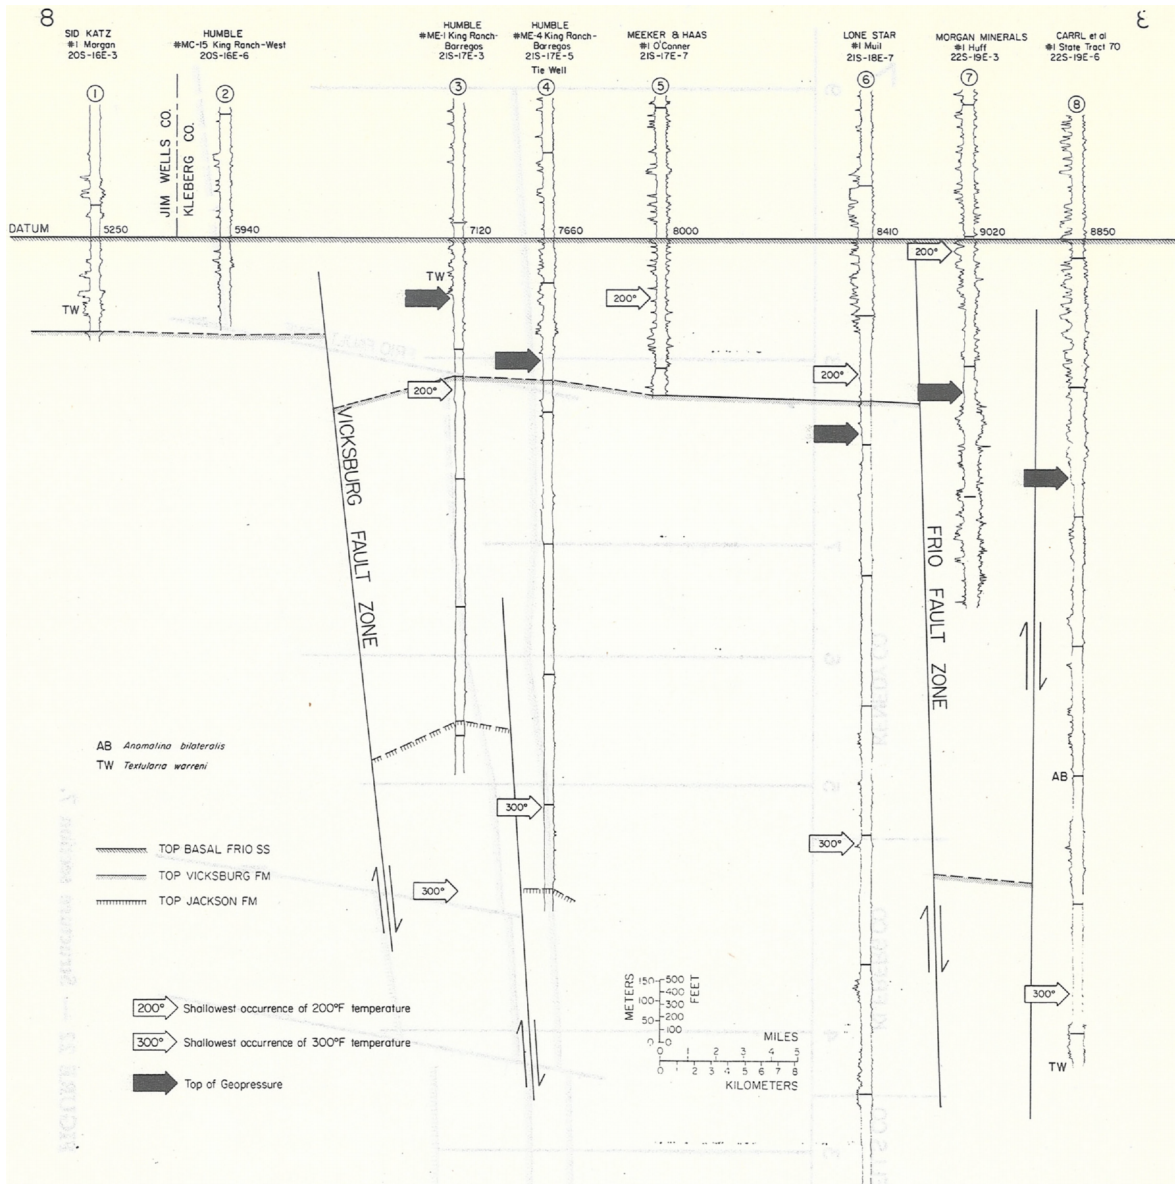 8
8
SID KATZ
#1 Morgan
20S-16E-3
1
HUMBLE
#MC-15 King Ranch-West
20S-16E-6
2
HUMBLE
#ME-1 King Ranch-
Borregos
21S-17E-3
3
HUMBLE
#ME-4 King Ranch-
Borregos
21S-17E-5
Tie Well
4
MEEKER & HAAS
#1 O'Conner
21S-17E-7
5
LONE STAR
#1 Muil
21S-18E-7
6
MORGAN MINERALS
#1 Huff
22S-19E-3
7
CARRL et al
#1 State Tract 70
22S-19E-6
8
JIM WELLS CO.
KLEBERG CO.
DATUM
5250
5940
7120
7660
8000
8410
9020
8850
TW
TW
200°
200°
200°
200°
FRIO FAULT
VICKSBURG FAULT ZONE
FRIO FAULT ZONE
AB
300°
300°
300°
300°
TW
AB Anomalina bilateralis
TW Textularia warreni
TOP BASAL FRIO SS
TOP VICKSBURG FM
TOP JACKSON FM
200° Shallowest occurrence of 200°F temperature
300° Shallowest occurrence of 300°F temperature
Top of Geopressure
METERS
150
100
50
0
500
400
300
200
100
0
FEET
MILES
0 1 2 3 4 5
0 1 2 3 4 5 6 7 8
KILOMETERS